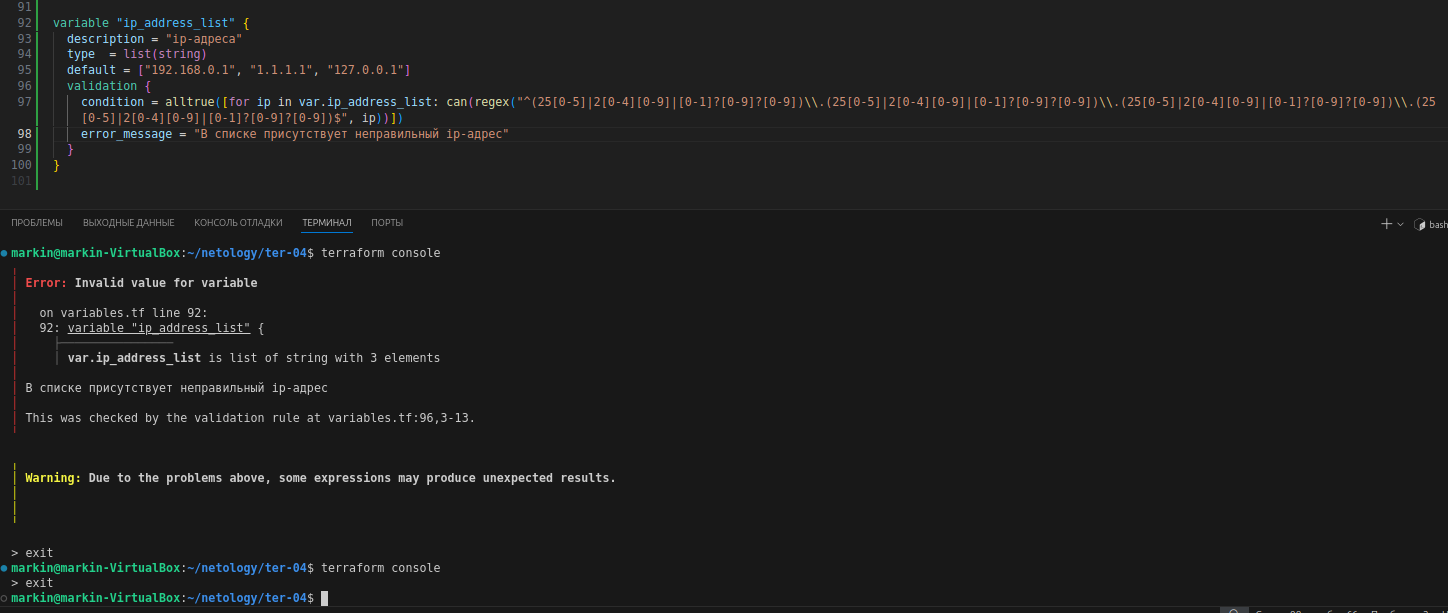 91
92 variable "ip_address_list" {
93 description = "ip-адреса"
94 type  = list(string)
95 default = ["192.168.0.1", "1.1.1.1", "127.0.0.1"]
96 validation {
97 condition = alltrue([for ip in var.ip_address_list: can(regex("^(25[0-5]|2[0-4][0-9]|[0-1]?[0-9]?[0-9])\\.(25[0-5]|2[0-4][0-9]|[0-1]?[0-9]?[0-9])\\.(25[0-5]|2[0-4][0-9]|[0-1]?[0-9]?[0-9])\\.(25
[0-5]|2[0-4][0-9]|[0-1]?[0-9]?[0-9])$", ip))])
98 error_message = "В списке присутствует неправильный ip-адрес"
99 }
100 }
101
ПРОБЛЕМЫ ВЫХОДНЫЕ ДАННЫЕ КОНСОЛЬ ОТЛАДКИ ТЕРМИНАЛ ПОРТЫ
bash
markin@markin-VirtualBox:~/netology/ter-04$ terraform console
Error: Invalid value for variable
on variables.tf line 92:
92: variable "ip_address_list" {
var.ip_address_list is list of string with 3 elements
В списке присутствует неправильный ip-адрес
This was checked by the validation rule at variables.tf:96,3-13.
Warning: Due to the problems above, some expressions may produce unexpected results.
> exit
markin@markin-VirtualBox:~/netology/ter-04$ terraform console
> exit
markin@markin-VirtualBox:~/netology/ter-04$